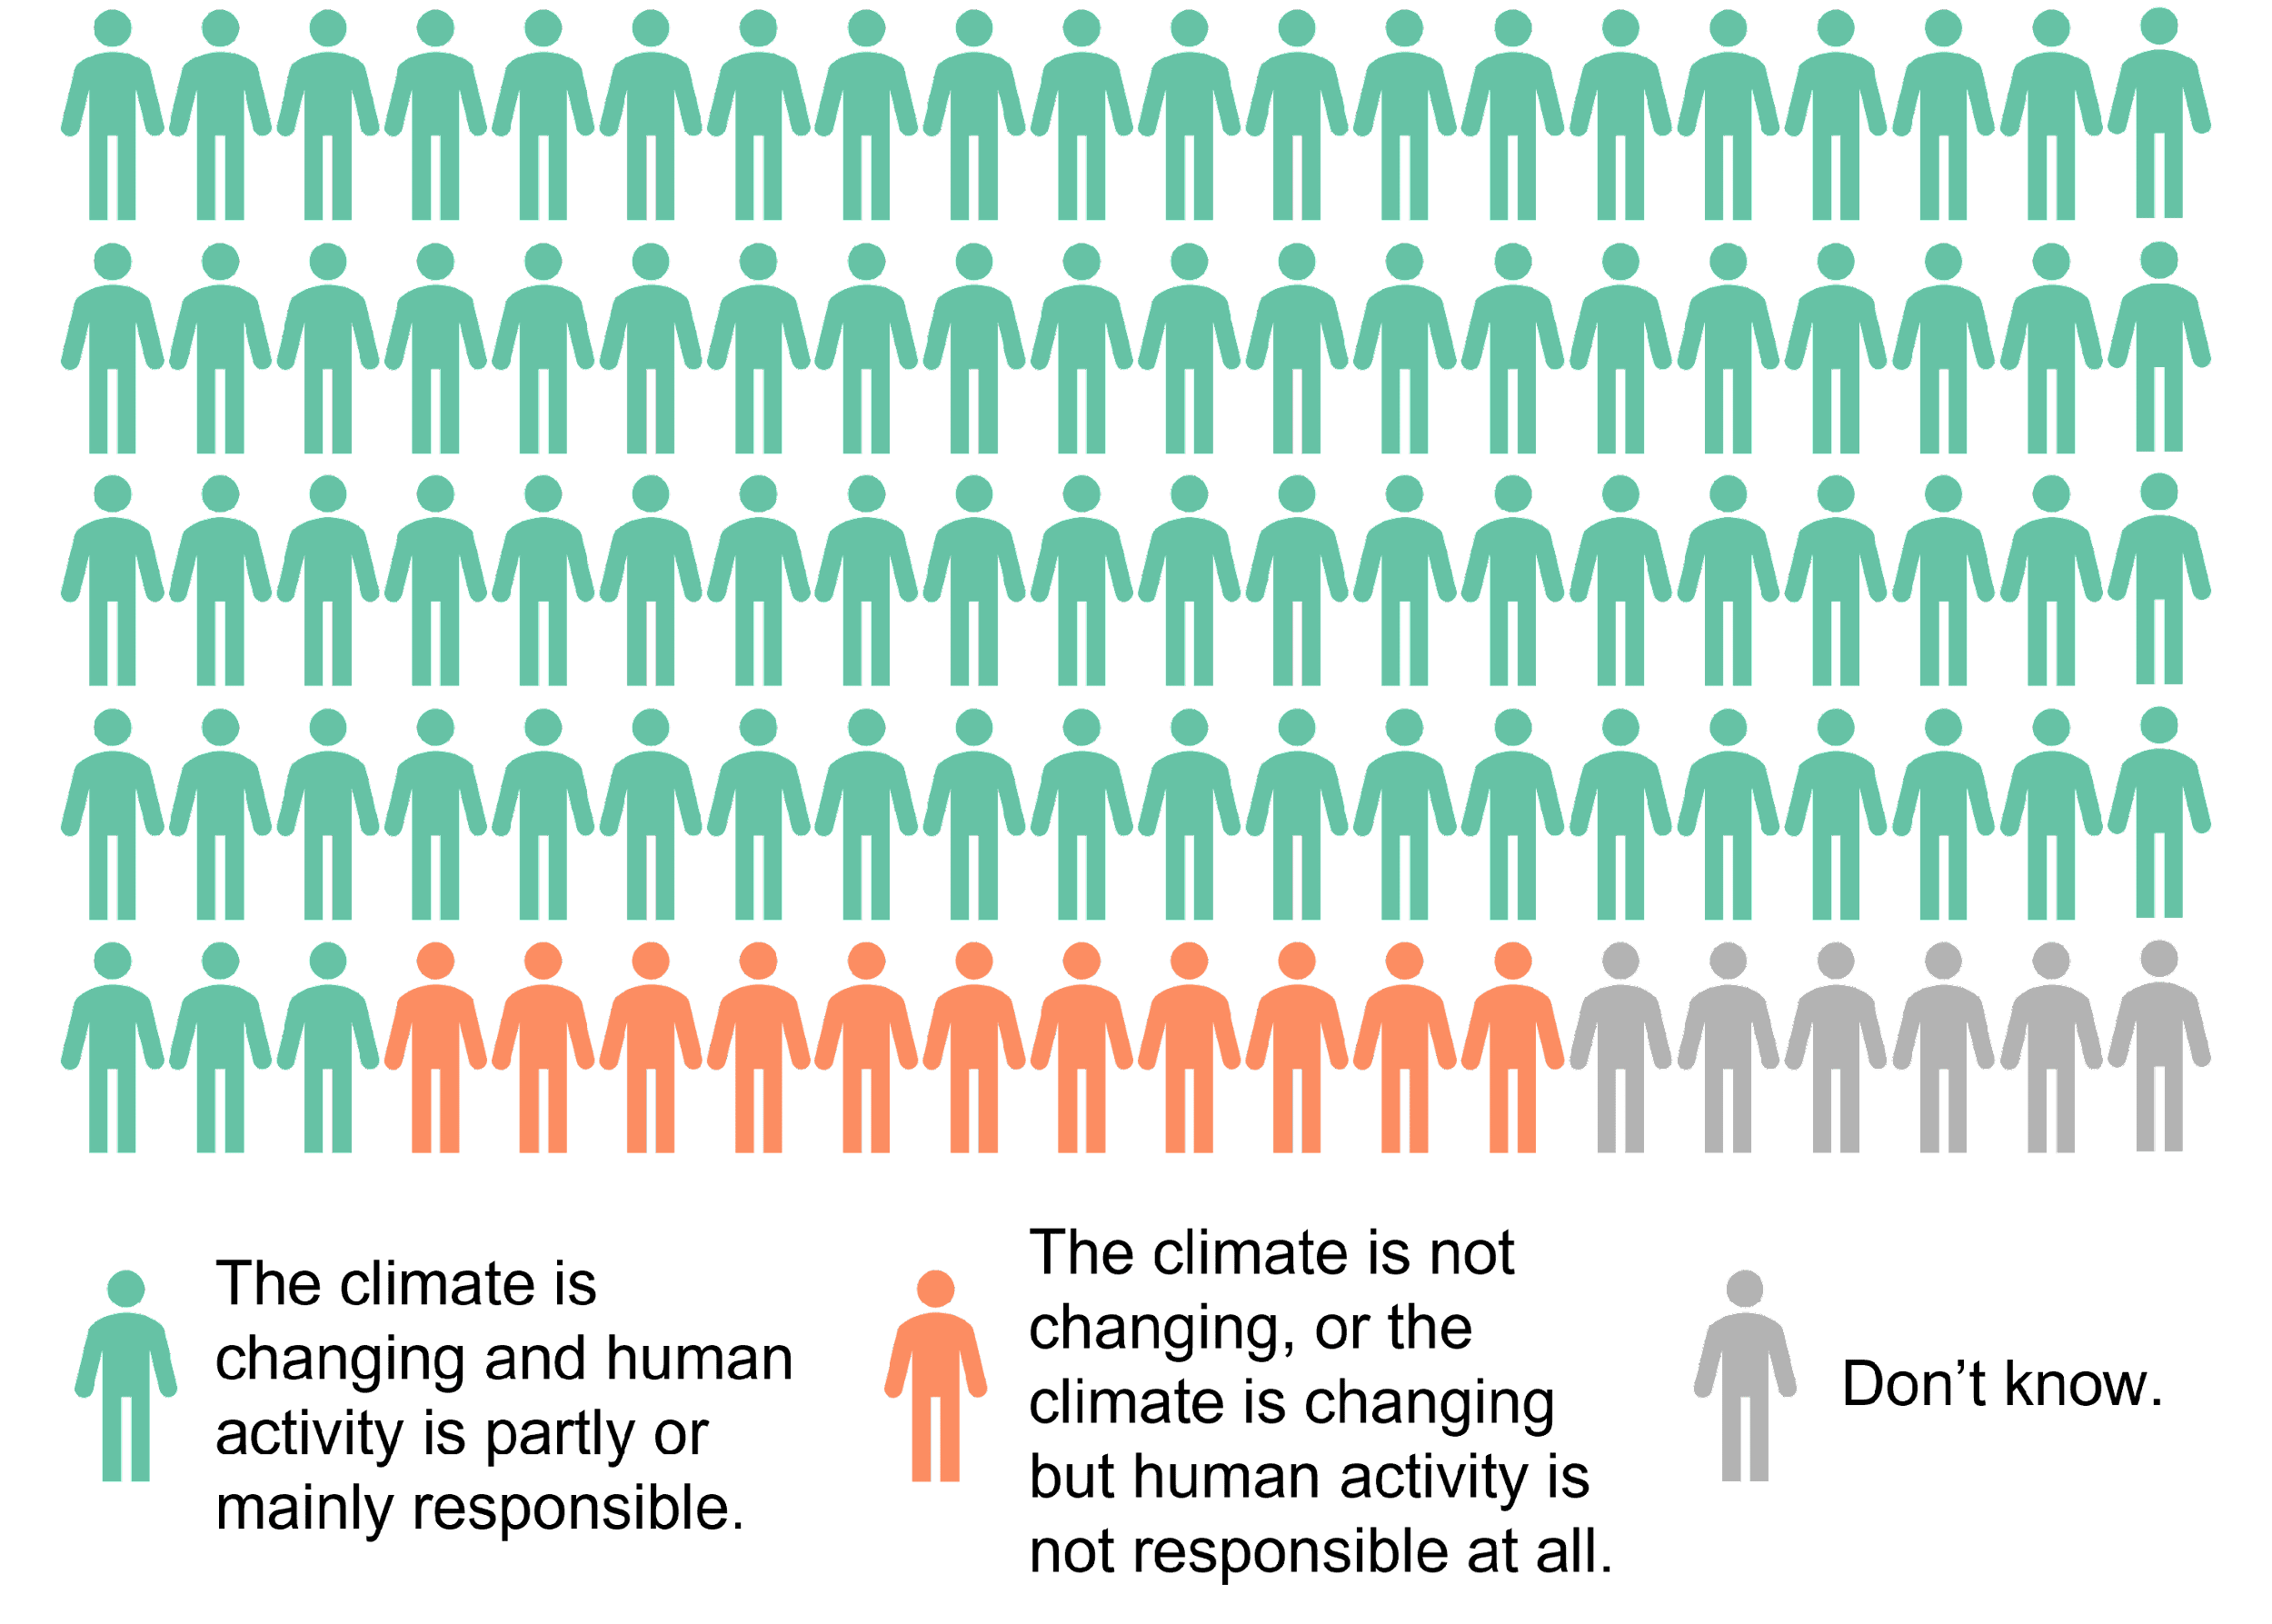 The climate is
changing and human
activity is partly or
mainly responsible.
The climate is not
changing, or the
climate is changing
but human activity is
not responsible at all.
Don’t know.